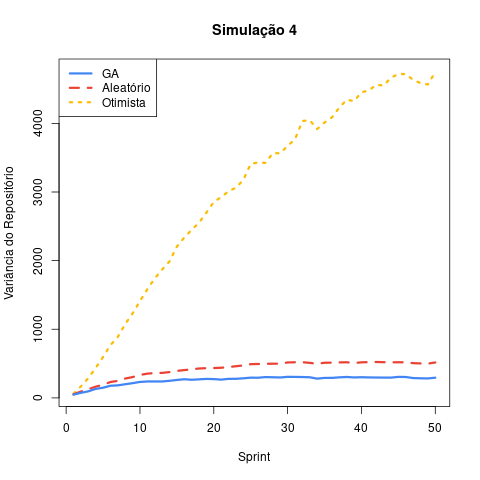 Simulação 4
GA
Aleatório
Otimista
Variância do Repositório
4000
3000
2000
1000
0
0 10 20 30 40 50
Sprint